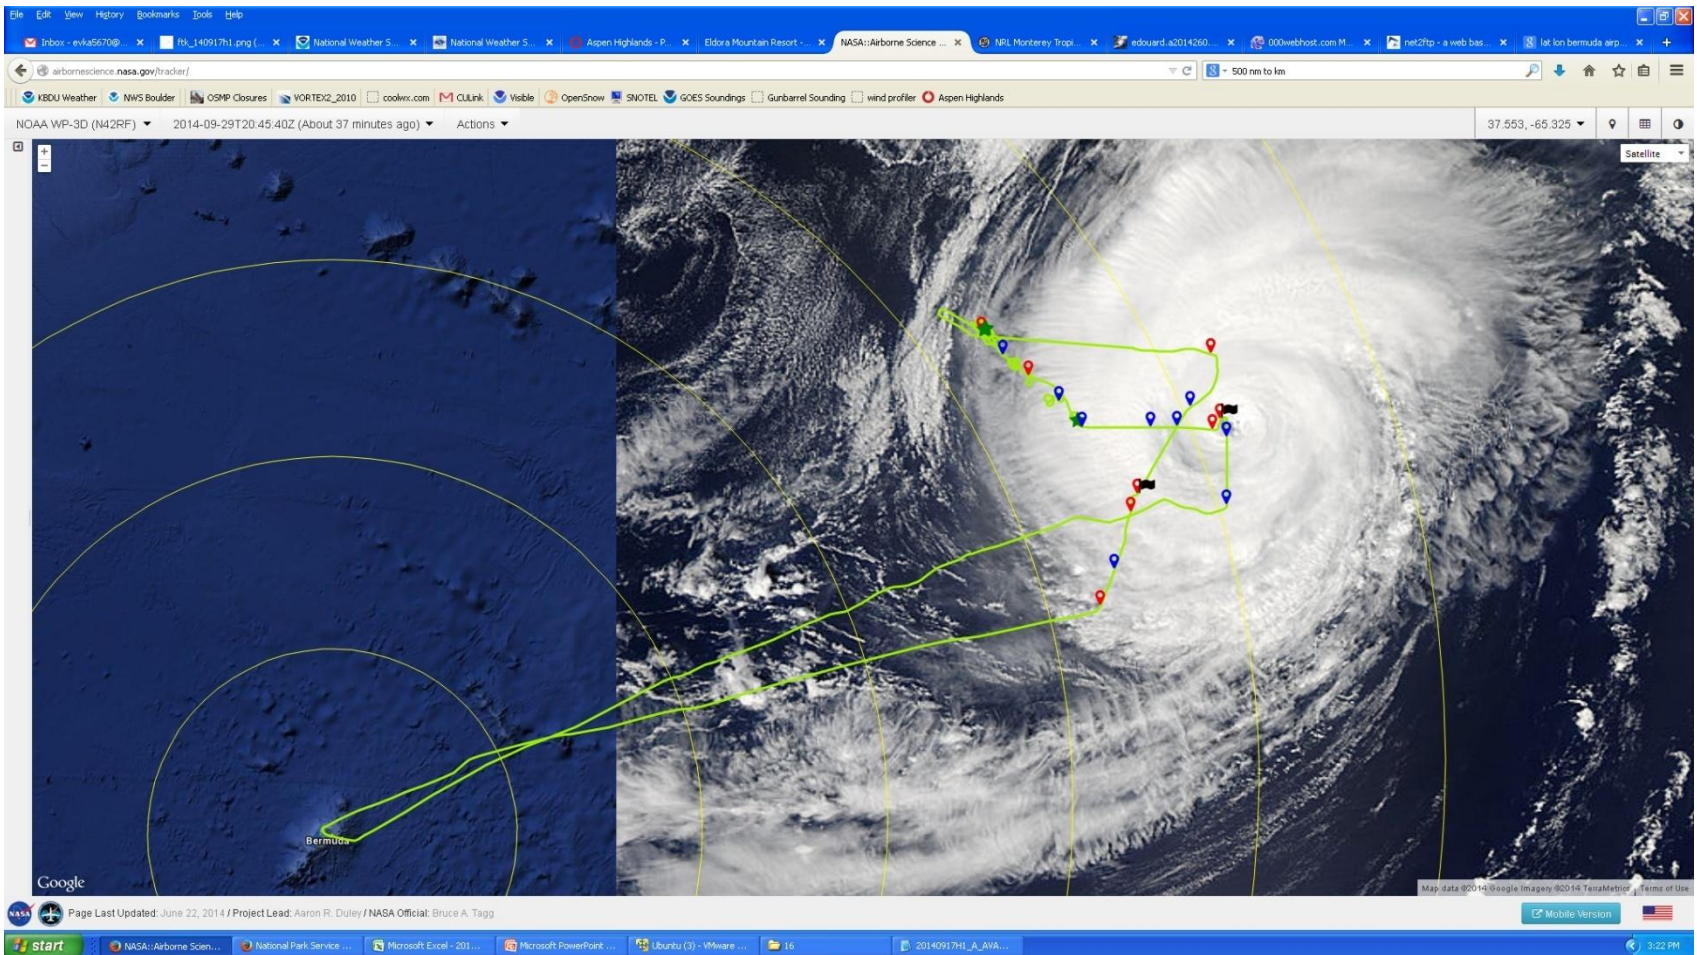 File Edit View History Bookmarks Tools Help
Inbox - evka5670@... ftk_140917h1.png (... National Weather S... National Weather S... Aspen Highlands - P... Eldora Mountain Resort - ... NASA::Airborne Science ... NRL Monterey Tropi... edouard.a2014260.... 000webhost.com M... net2ftp - a web bas... lat lon bermuda airp...
airbornescience.nasa.gov/tracker/ 500 nm to km
KBDU Weather NWS Boulder OSMP Closures VORTEX2_2010 coolwx.com CULink Visible OpenSnow SNOTEL GOES Soundings Gunbarrel Sounding wind profiler Aspen Highlands
NOAA WP-3D (N42RF) 2014-09-29T20:45:40Z (About 37 minutes ago) Actions 37.553, -65.325
Satellite
Bermuda
Google
Map data ©2014 Google Imagery ©2014 TerraMetrics Terms of Use
NASA Page Last Updated: June 22, 2014 / Project Lead: Aaron R. Duley / NASA Official: Bruce A. Tagg Mobile Version
start NASA::Airborne Scien... National Park Service ... Microsoft Excel - 201... Microsoft PowerPoint ... Ubuntu (3) - VMware ... 16 20140917H1_A_AVA... 3:22 PM